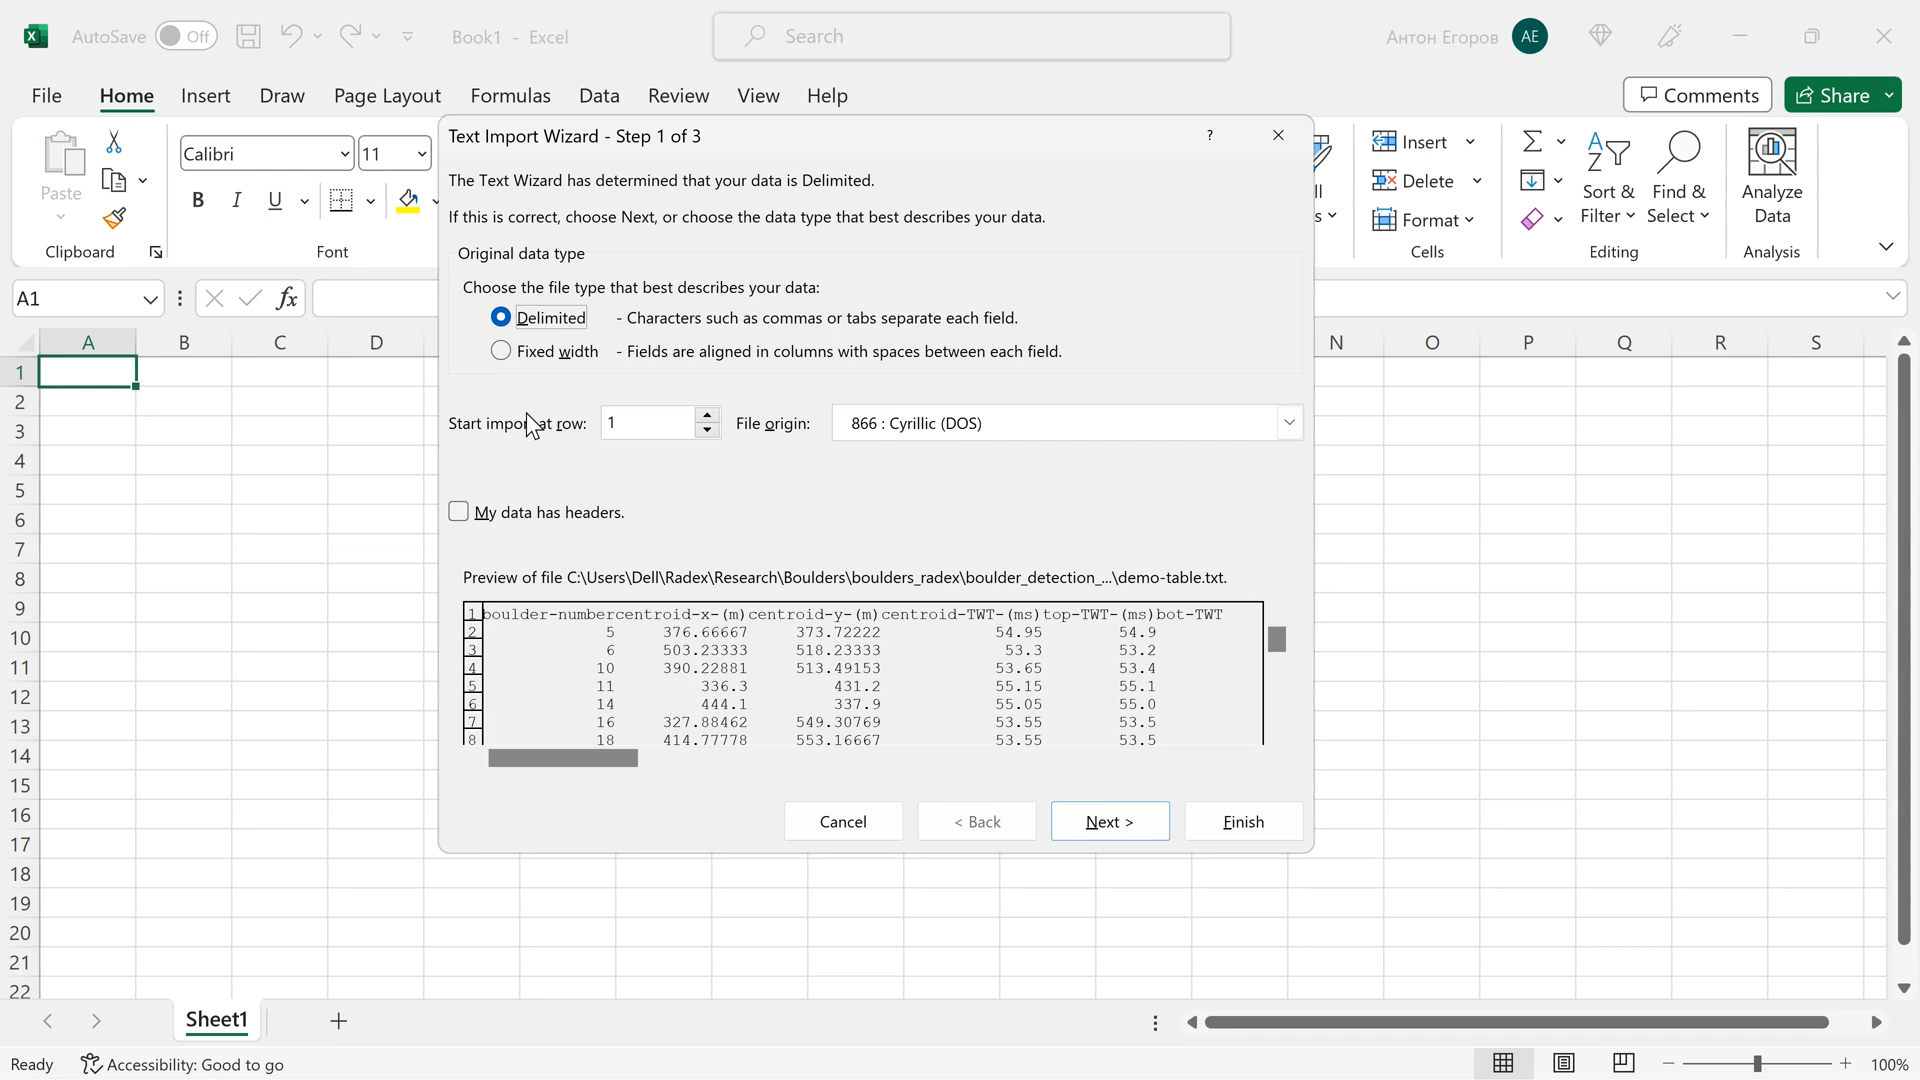 AutoSave Off Book1 - Excel Search Антон Егоров AE
File Home Insert Draw Page Layout Formulas Data Review View Help Comments Share
Paste
Clipboard
Calibri 11
B I U
Font
Insert
Delete
Format
Cells
Sort & Filter
Find & Select
Editing
Analyze Data
Analysis
A1 fx
A B C D N O P Q R S
1
2
3
4
5
6
7
8
9
10
11
12
13
14
15
16
17
18
19
20
21
22
Text Import Wizard - Step 1 of 3 ?
The Text Wizard has determined that your data is Delimited.
If this is correct, choose Next, or choose the data type that best describes your data.
Original data type
Choose the file type that best describes your data:
Delimited - Characters such as commas or tabs separate each field.
Fixed width - Fields are aligned in columns with spaces between each field.
Start import at row: 1 File origin: 866 : Cyrillic (DOS)
My data has headers.
Preview of file C:\Users\Dell\Radex\Research\Boulders\boulders_radex\boulder_detection_...\demo-table.txt.
1 boulder-numbercentroid-x-(m)centroid-y-(m)centroid-TWT-(ms)top-TWT-(ms)bot-TWT
2 5 376.66667 373.72222 54.95 54.9
3 6 503.23333 518.23333 53.3 53.2
4 10 390.22881 513.49153 53.65 53.4
5 11 336.3 431.2 55.15 55.1
6 14 444.1 337.9 55.05 55.0
7 16 327.88462 549.30769 53.55 53.5
8 18 414.77778 553.16667 53.55 53.5
Cancel < Back Next > Finish
Sheet1
Ready Accessibility: Good to go 100%